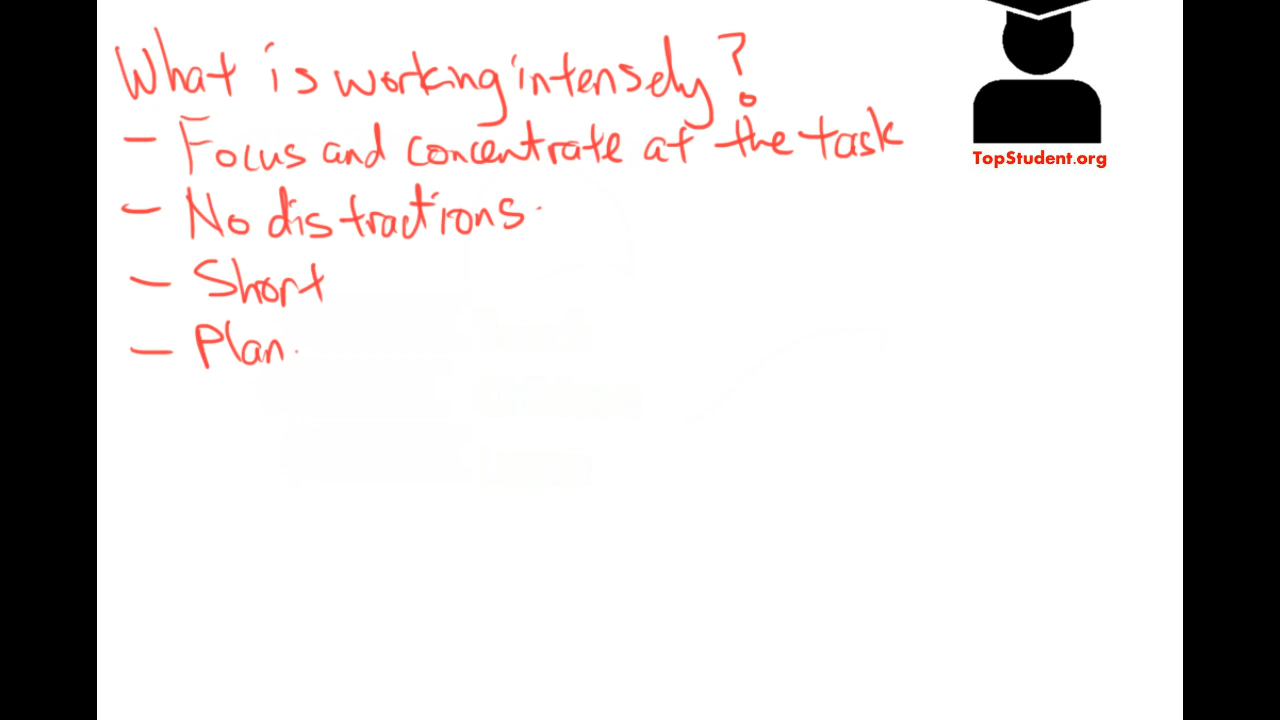 What is working intensely?
- Focus and concentrate at the task
- No distractions.
- Short
- Plan.
TopStudent.org